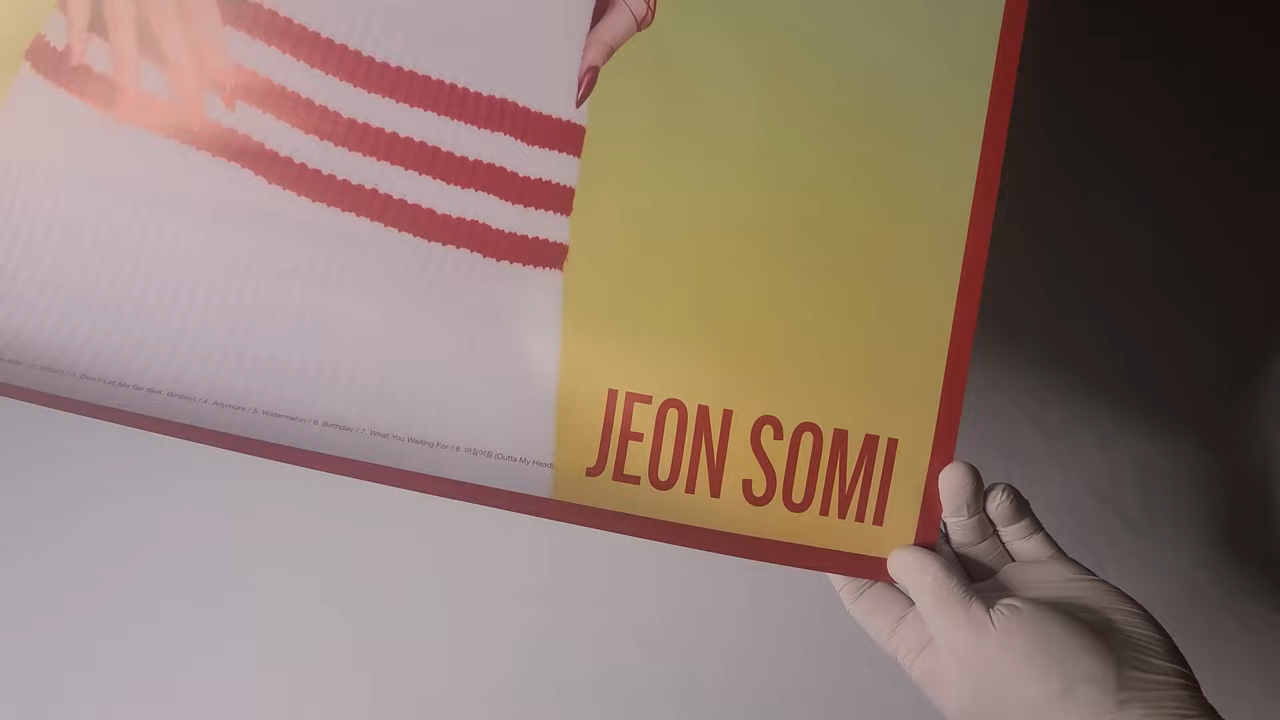 3. Don't Let Me Go (feat. Giriboy) / 4. Anymore / 5. Watermelon / 6. Birthday / 7. What You Waiting For / 8. 어질어질 (Outta My Head)
JEON SOMI